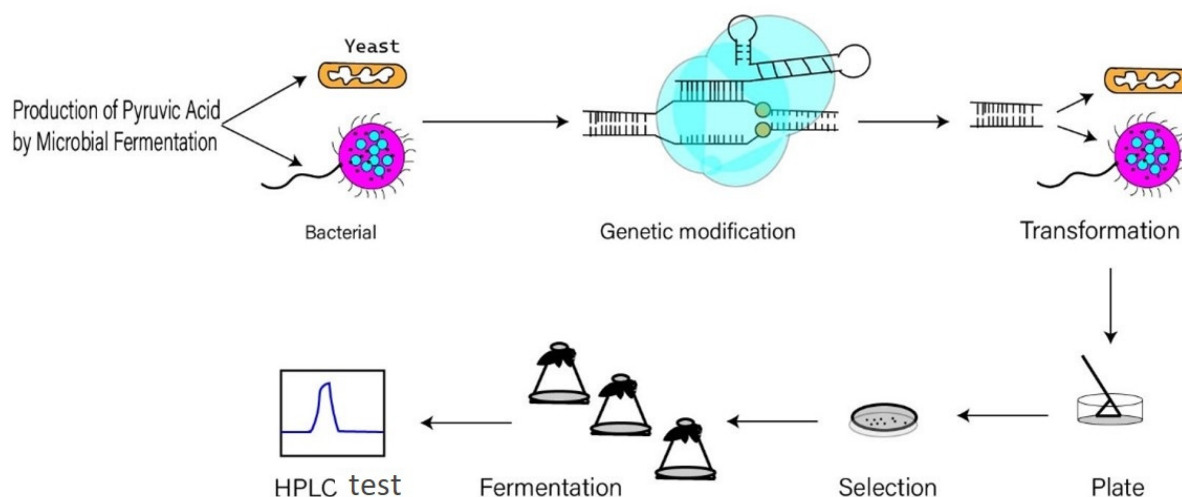 Yeast
Production of Pyruvic Acid
by Microbial Fermentation
Bacterial
Genetic modification
Transformation
HPLC test
Fermentation
Selection
Plate